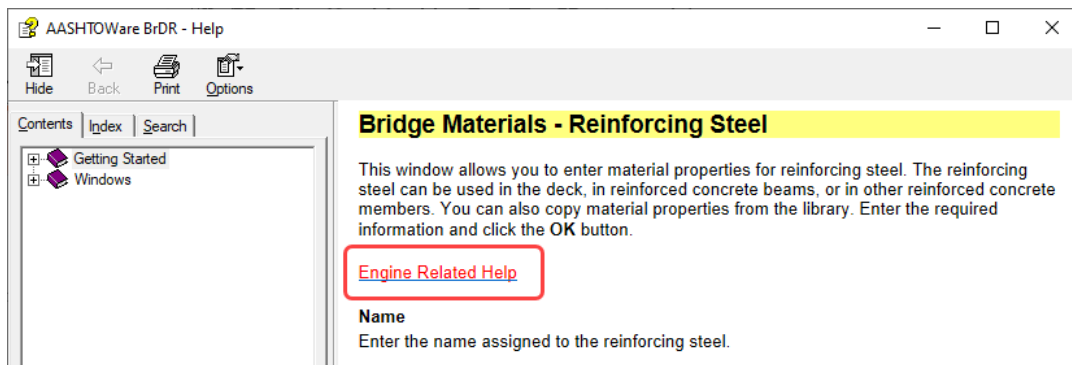 AASHTOWare BrDR - Help
Hide Back Print Options
Contents Index Search
Getting Started
Windows
Bridge Materials - Reinforcing Steel
This window allows you to enter material properties for reinforcing steel. The reinforcing
steel can be used in the deck, in reinforced concrete beams, or in other reinforced concrete
members. You can also copy material properties from the library. Enter the required
information and click the OK button.
Engine Related Help
Name
Enter the name assigned to the reinforcing steel.